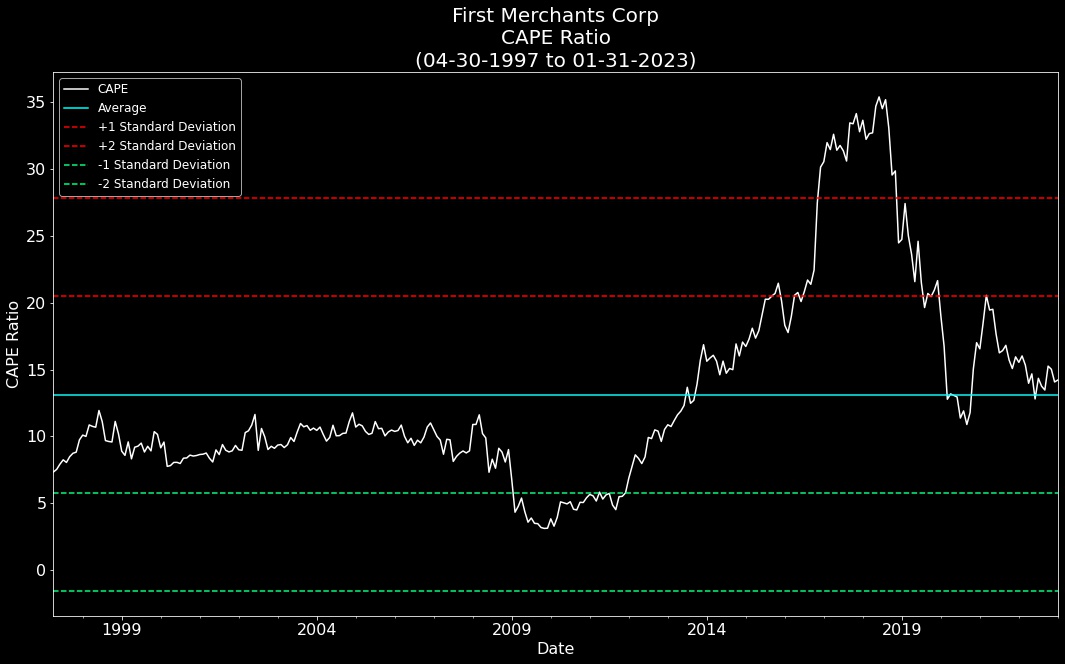 First Merchants Corp
CAPE Ratio
(04-30-1997 to 01-31-2023)
CAPE
Average
+1 Standard Deviation
+2 Standard Deviation
-1 Standard Deviation
-2 Standard Deviation
CAPE Ratio
35
30
25
20
15
10
5
0
1999 2004 2009 2014 2019
Date